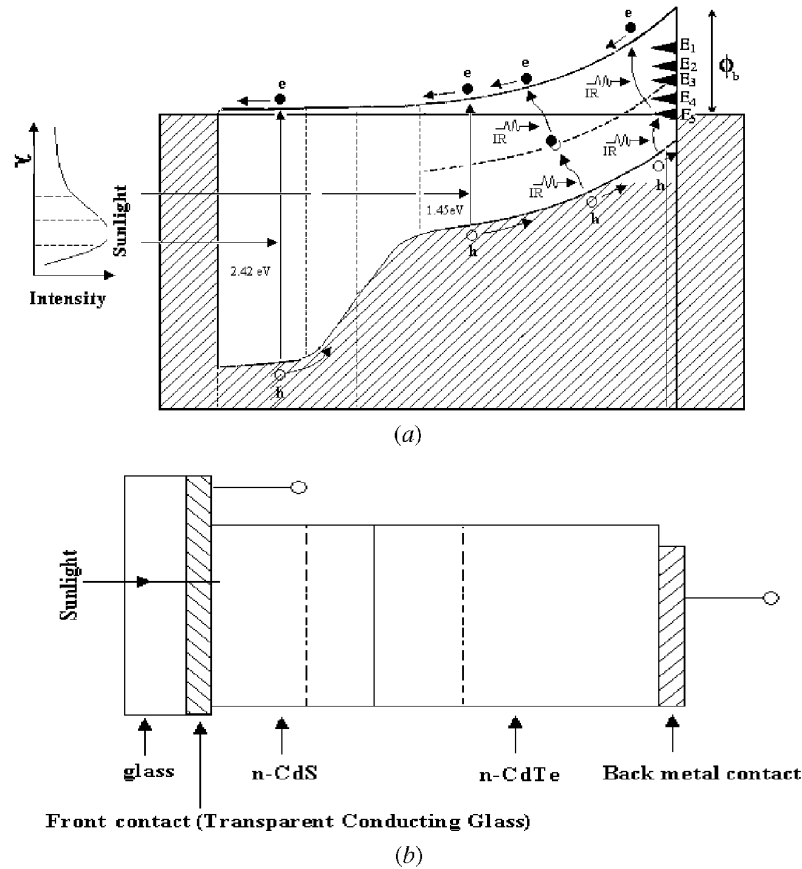 e
e
e
e
E1
E2
E3
E4
E5
ϕb
IR
IR
IR
IR
λ
Sunlight
1.45eV
2.42 eV
h
h
h
h
Intensity
(a)
Sunlight
glass
n-CdS
n-CdTe
Back metal contact
Front contact (Transparent Conducting Glass)
(b)